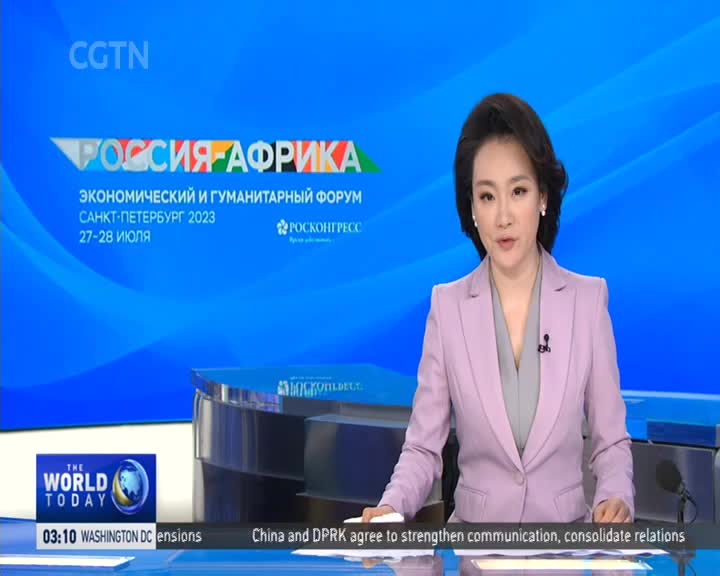 CGTN
РОССИЯ-АФРИКА
ЭКОНОМИЧЕСКИЙ И ГУМАНИТАРНЫЙ ФОРУМ
САНКТ-ПЕТЕРБУРГ 2023
27-28 ИЮЛЯ
РОСКОНГРЕСС
THE
WORLD
TODAY
03:10 WASHINGTON DC
ensions China and DPRK agree to strengthen communication, consolidate relations